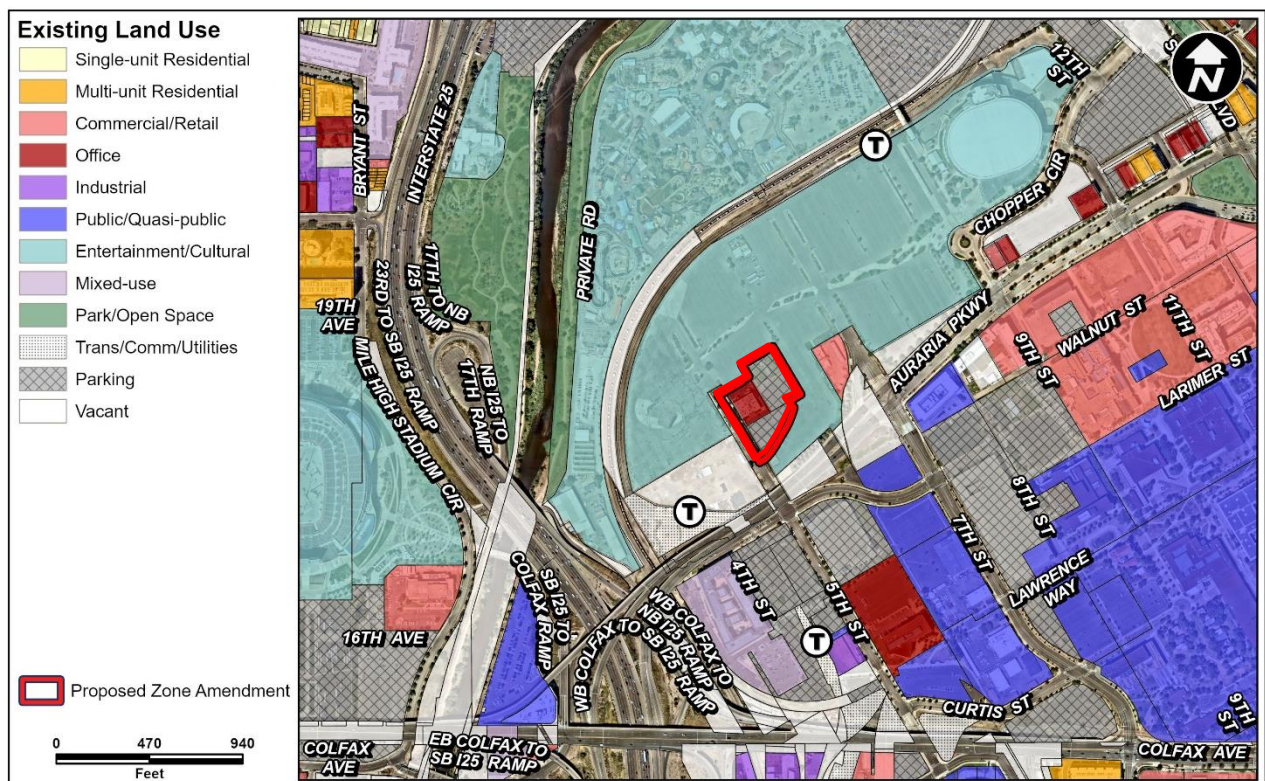 Existing Land Use
Single-unit Residential
Multi-unit Residential
Commercial/Retail
Office
Industrial
Public/Quasi-public
Entertainment/Cultural
Mixed-use
Park/Open Space
Trans/Comm/Utilities
Parking
Vacant
Proposed Zone Amendment
0 470 940
Feet
N
12TH
ST
LVD
T
BRYANT ST
INTERSTATE 25
PRIVATE RD
CHOPPER CIR
17TH TO NB
I25 RAMP
19TH
AVE
23RD TO SB I25 RAMP
MILE HIGH STADIUM CIR
NB I25 TO
17TH RAMP
AURARIA PKWY
9TH ST
WALNUT ST
11TH ST
LARIMER ST
T
8TH ST
7TH ST
LAWRENCE
WAY
4TH ST
5TH ST
T
SB I25 TO
COLFAX RAMP
WB COLFAX TO
NB I25 RAMP
WB COLFAX TO SB I25 RAMP
16TH AVE
CURTIS ST
9TH
ST
COLFAX
AVE
EB COLFAX TO
SB I25 RAMP
COLFAX AVE